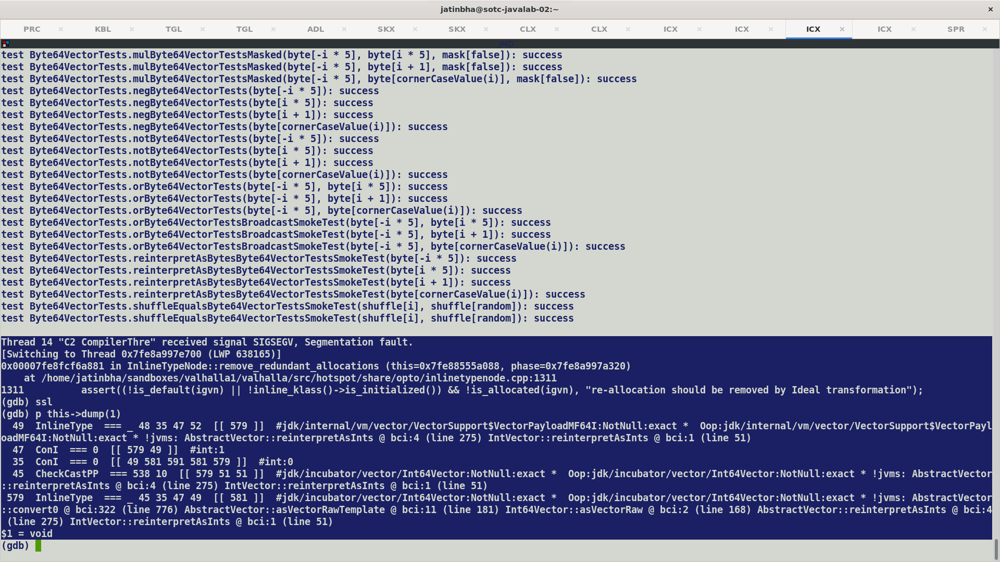 jatinbha@sotc-javalab-02:~
PRC KBL TGL TGL ADL SKX SKX CLX CLX ICX ICX ICX ICX SPR
JMD
test Byte64VectorTests.mulByte64VectorTestsMasked(byte[-i * 5], byte[i * 5], mask[false]): success
test Byte64VectorTests.mulByte64VectorTestsMasked(byte[-i * 5], byte[i + 1], mask[false]): success
test Byte64VectorTests.mulByte64VectorTestsMasked(byte[-i * 5], byte[cornerCaseValue(i)], mask[false]): success
test Byte64VectorTests.negByte64VectorTests(byte[-i * 5]): success
test Byte64VectorTests.negByte64VectorTests(byte[i * 5]): success
test Byte64VectorTests.negByte64VectorTests(byte[i + 1]): success
test Byte64VectorTests.negByte64VectorTests(byte[cornerCaseValue(i)]): success
test Byte64VectorTests.notByte64VectorTests(byte[-i * 5]): success
test Byte64VectorTests.notByte64VectorTests(byte[i * 5]): success
test Byte64VectorTests.notByte64VectorTests(byte[i + 1]): success
test Byte64VectorTests.notByte64VectorTests(byte[cornerCaseValue(i)]): success
test Byte64VectorTests.orByte64VectorTests(byte[-i * 5], byte[i * 5]): success
test Byte64VectorTests.orByte64VectorTests(byte[-i * 5], byte[i + 1]): success
test Byte64VectorTests.orByte64VectorTests(byte[-i * 5], byte[cornerCaseValue(i)]): success
test Byte64VectorTests.orByte64VectorTestsBroadcastSmokeTest(byte[-i * 5], byte[i * 5]): success
test Byte64VectorTests.orByte64VectorTestsBroadcastSmokeTest(byte[-i * 5], byte[i + 1]): success
test Byte64VectorTests.orByte64VectorTestsBroadcastSmokeTest(byte[-i * 5], byte[cornerCaseValue(i)]): success
test Byte64VectorTests.reinterpretAsBytesByte64VectorTestsSmokeTest(byte[-i * 5]): success
test Byte64VectorTests.reinterpretAsBytesByte64VectorTestsSmokeTest(byte[i * 5]): success
test Byte64VectorTests.reinterpretAsBytesByte64VectorTestsSmokeTest(byte[i + 1]): success
test Byte64VectorTests.reinterpretAsBytesByte64VectorTestsSmokeTest(byte[cornerCaseValue(i)]): success
test Byte64VectorTests.shuffleEqualsByte64VectorTestsSmokeTest(shuffle[i], shuffle[random]): success
test Byte64VectorTests.shuffleEqualsByte64VectorTestsSmokeTest(shuffle[i], shuffle[random]): success
Thread 14 "C2 CompilerThre" received signal SIGSEGV, Segmentation fault.
[Switching to Thread 0x7fe8a997e700 (LWP 638165)]
0x00007fe8fcf6a881 in InlineTypeNode::remove_redundant_allocations (this=0x7fe88555a088, phase=0x7fe8a997a320)
    at /home/jatinbha/sandboxes/valhalla1/valhalla/src/hotspot/share/opto/inlinetypenode.cpp:1311
1311          assert((!is_default(igvn) || !inline_klass()->is_initialized()) && !is_allocated(igvn), "re-allocation should be removed by Ideal transformation");
(gdb) ssl
(gdb) p this->dump(1)
  49  InlineType  === _ 48 35 47 52  [[ 579 ]]  #jdk/internal/vm/vector/VectorSupport$VectorPayloadMF64I:NotNull:exact *  Oop:jdk/internal/vm/vector/VectorSupport$VectorPayl
oadMF64I:NotNull:exact * !jvms: AbstractVector::reinterpretAsInts @ bci:4 (line 275) IntVector::reinterpretAsInts @ bci:1 (line 51)
  47  ConI  === 0  [[ 579 49 ]]  #int:1
  35  ConI  === 0  [[ 49 581 591 581 579 ]]  #int:0
  45  CheckCastPP  === 538 10  [[ 579 51 51 ]]  #jdk/incubator/vector/Int64Vector:NotNull:exact *  Oop:jdk/incubator/vector/Int64Vector:NotNull:exact * !jvms: AbstractVector
::reinterpretAsInts @ bci:4 (line 275) IntVector::reinterpretAsInts @ bci:1 (line 51)
 579  InlineType  === _ 45 35 47 49  [[ 581 ]]  #jdk/incubator/vector/Int64Vector:NotNull:exact *  Oop:jdk/incubator/vector/Int64Vector:NotNull:exact * !jvms: AbstractVector
::convert0 @ bci:322 (line 776) AbstractVector::asVectorRawTemplate @ bci:11 (line 181) Int64Vector::asVectorRaw @ bci:2 (line 168) AbstractVector::reinterpretAsInts @ bci:4
 (line 275) IntVector::reinterpretAsInts @ bci:1 (line 51)
$1 = void
(gdb)